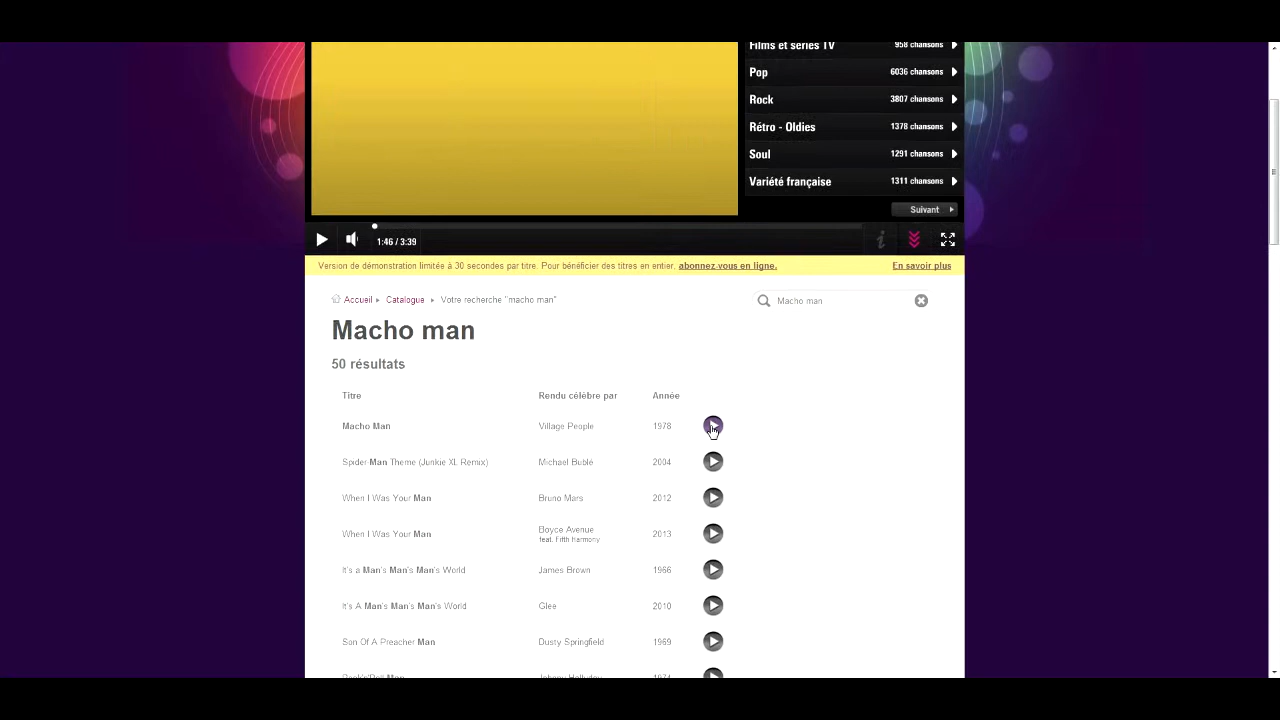 Films et séries TV 958 chansons
Pop 6036 chansons
Rock 3807 chansons
Rétro - Oldies 1378 chansons
Soul 1291 chansons
Variété française 1311 chansons
Suivant
1:46 / 3:39
Version de démonstration limitée à 30 secondes par titre. Pour bénéficier des titres en entier, abonnez-vous en ligne. En savoir plus
Accueil Catalogue Votre recherche "macho man" Macho man
Macho man
50 résultats
Titre Rendu célèbre par Année
Macho Man Village People 1978
Spider Man Theme (Junkie XL Remix) Michael Bublé 2004
When I Was Your Man Bruno Mars 2012
When I Was Your Man Boyce Avenue 2013
feat. Fifth Harmony
It's a Man's Man's Man's World James Brown 1966
It's A Man's Man's Man's World Glee 2010
Son Of A Preacher Man Dusty Springfield 1969
Rock'n'Roll Man Johnny Hallyday 1974